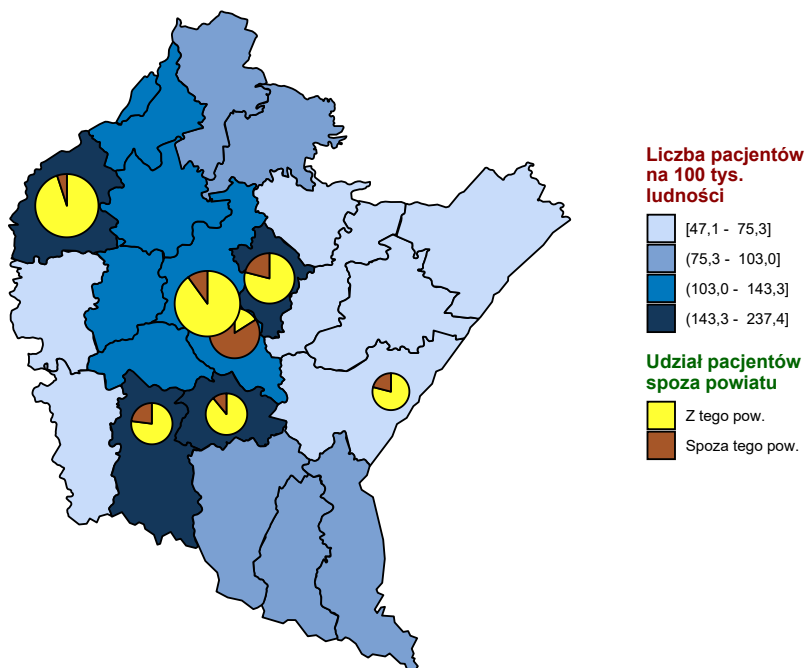 Liczba pacjentów
na 100 tys.
ludności
[47,1 - 75,3]
(75,3 - 103,0]
(103,0 - 143,3]
(143,3 - 237,4]
Udział pacjentów
spoza powiatu
Z tego pow.
Spoza tego pow.